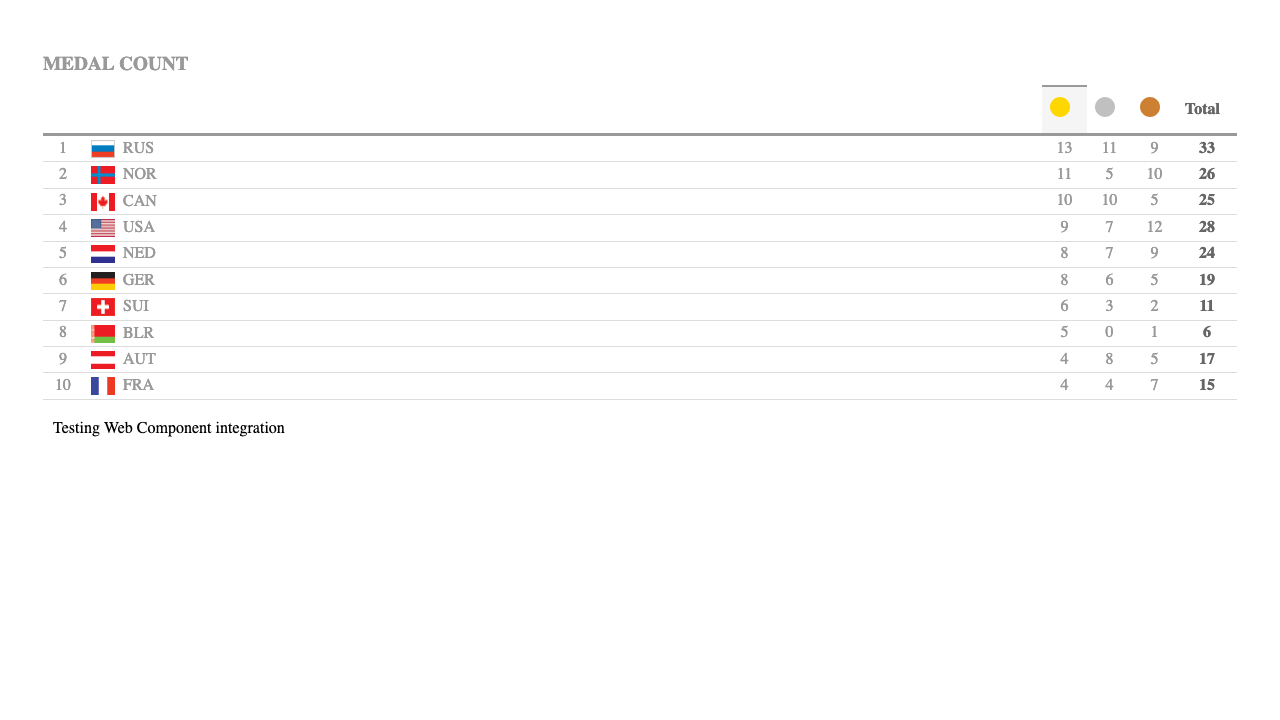 MEDAL COUNT
Total
1 RUS 13 11 9 33
2 NOR 11 5 10 26
3 CAN 10 10 5 25
4 USA 9 7 12 28
5 NED 8 7 9 24
6 GER 8 6 5 19
7 SUI 6 3 2 11
8 BLR 5 0 1 6
9 AUT 4 8 5 17
10 FRA 4 4 7 15
Testing Web Component integration